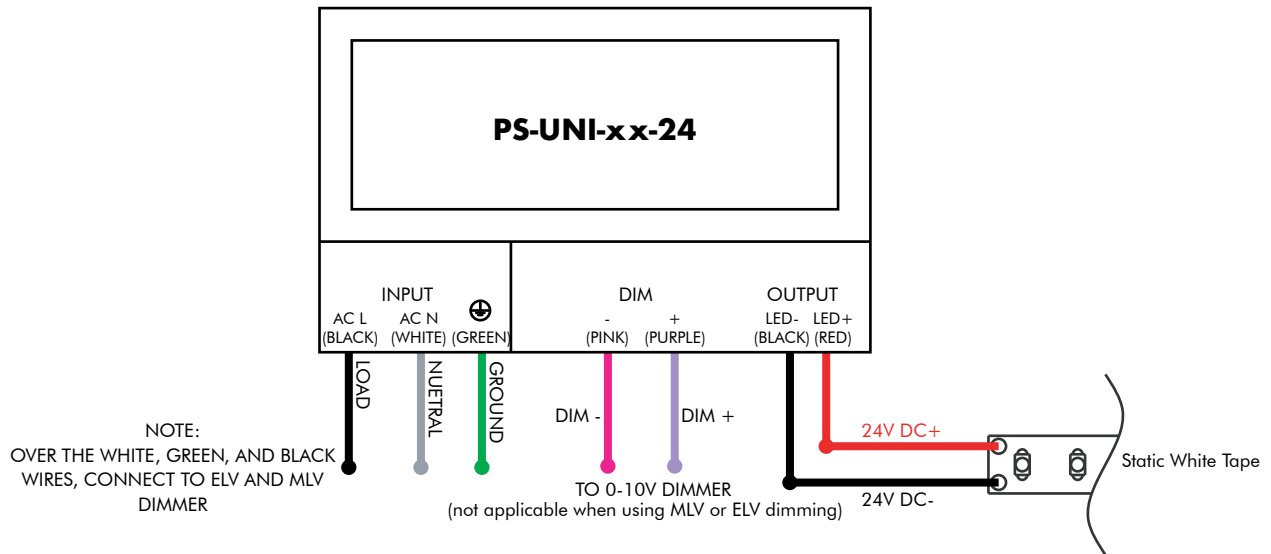 PS-UNI-xx-24
INPUT
DIM
OUTPUT
AC L
(BLACK)
AC N
(WHITE)
(GREEN)
-
(PINK)
+
(PURPLE)
LED-
(BLACK)
LED+
(RED)
LOAD
NUETRAL
GROUND
DIM -
DIM +
24V DC+
24V DC-
Static White Tape
NOTE:
OVER THE WHITE, GREEN, AND BLACK
WIRES, CONNECT TO ELV AND MLV
DIMMER
TO 0-10V DIMMER
(not applicable when using MLV or ELV dimming)